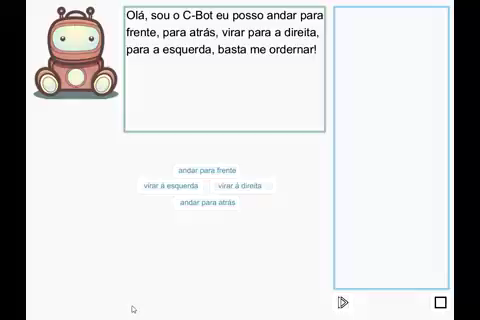 Olá, sou o C-Bot eu posso andar para
frente, para atrás, virar para a direita,
para a esquerda, basta me ordernar!
andar para frente
virar á esquerda virar á direita
andar para atrás